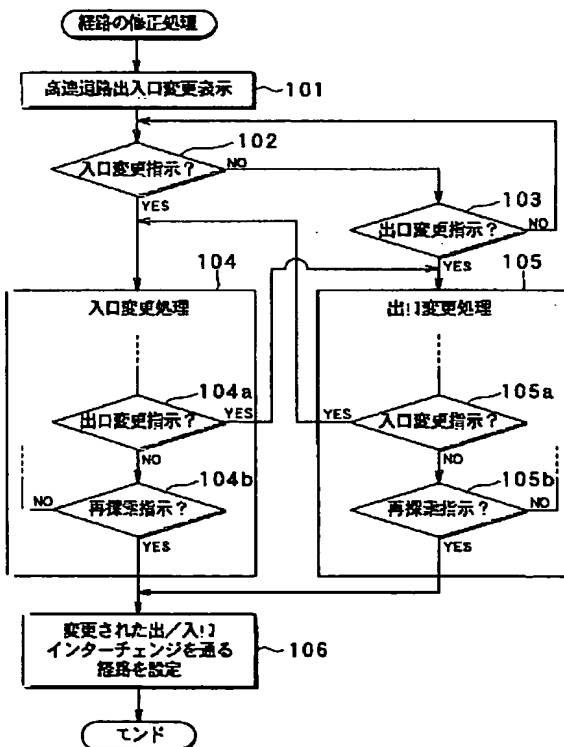 経路の修正処理
高速道路出入口変更表示
101
102
入口変更指示？
NO
YES
103
出口変更指示？
NO
YES
104
入口変更処理
105
出口変更処理
104a
出口変更指示？
YES
NO
105a
YES
入口変更指示？
NO
104b
NO
再探索指示？
YES
105b
再探索指示？
NO
YES
変更された出／入口
インターチェンジを通る
経路を設定
106
エンド